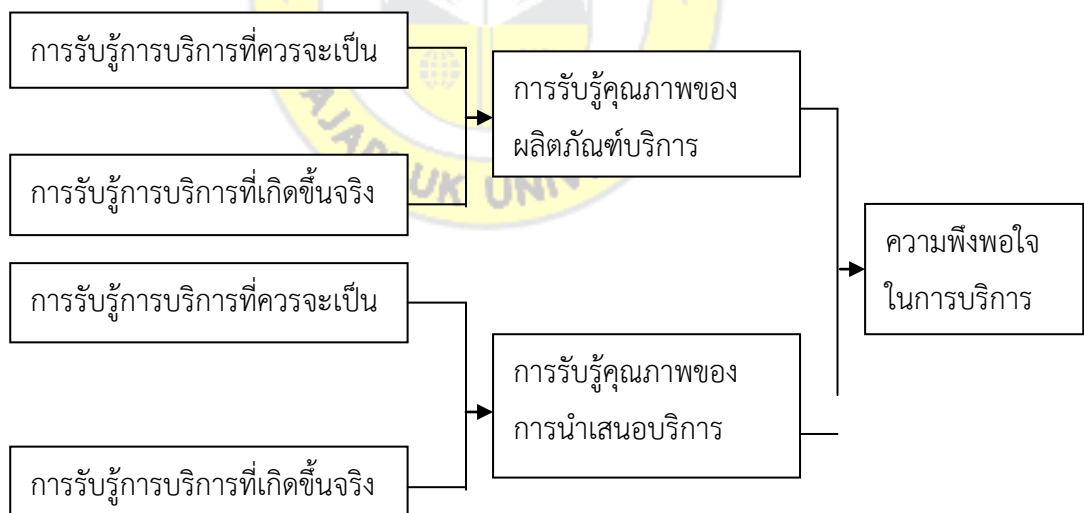 การรับรู้การบริการที่ควรจะเป็น
การรับรู้คุณภาพของ
ผลิตภัณฑ์บริการ
การรับรู้การบริการที่เกิดขึ้นจริง
ความพึงพอใจ
ในการบริการ
การรับรู้การบริการที่ควรจะเป็น
การรับรู้คุณภาพของ
การนำเสนอบริการ
การรับรู้การบริการที่เกิดขึ้นจริง